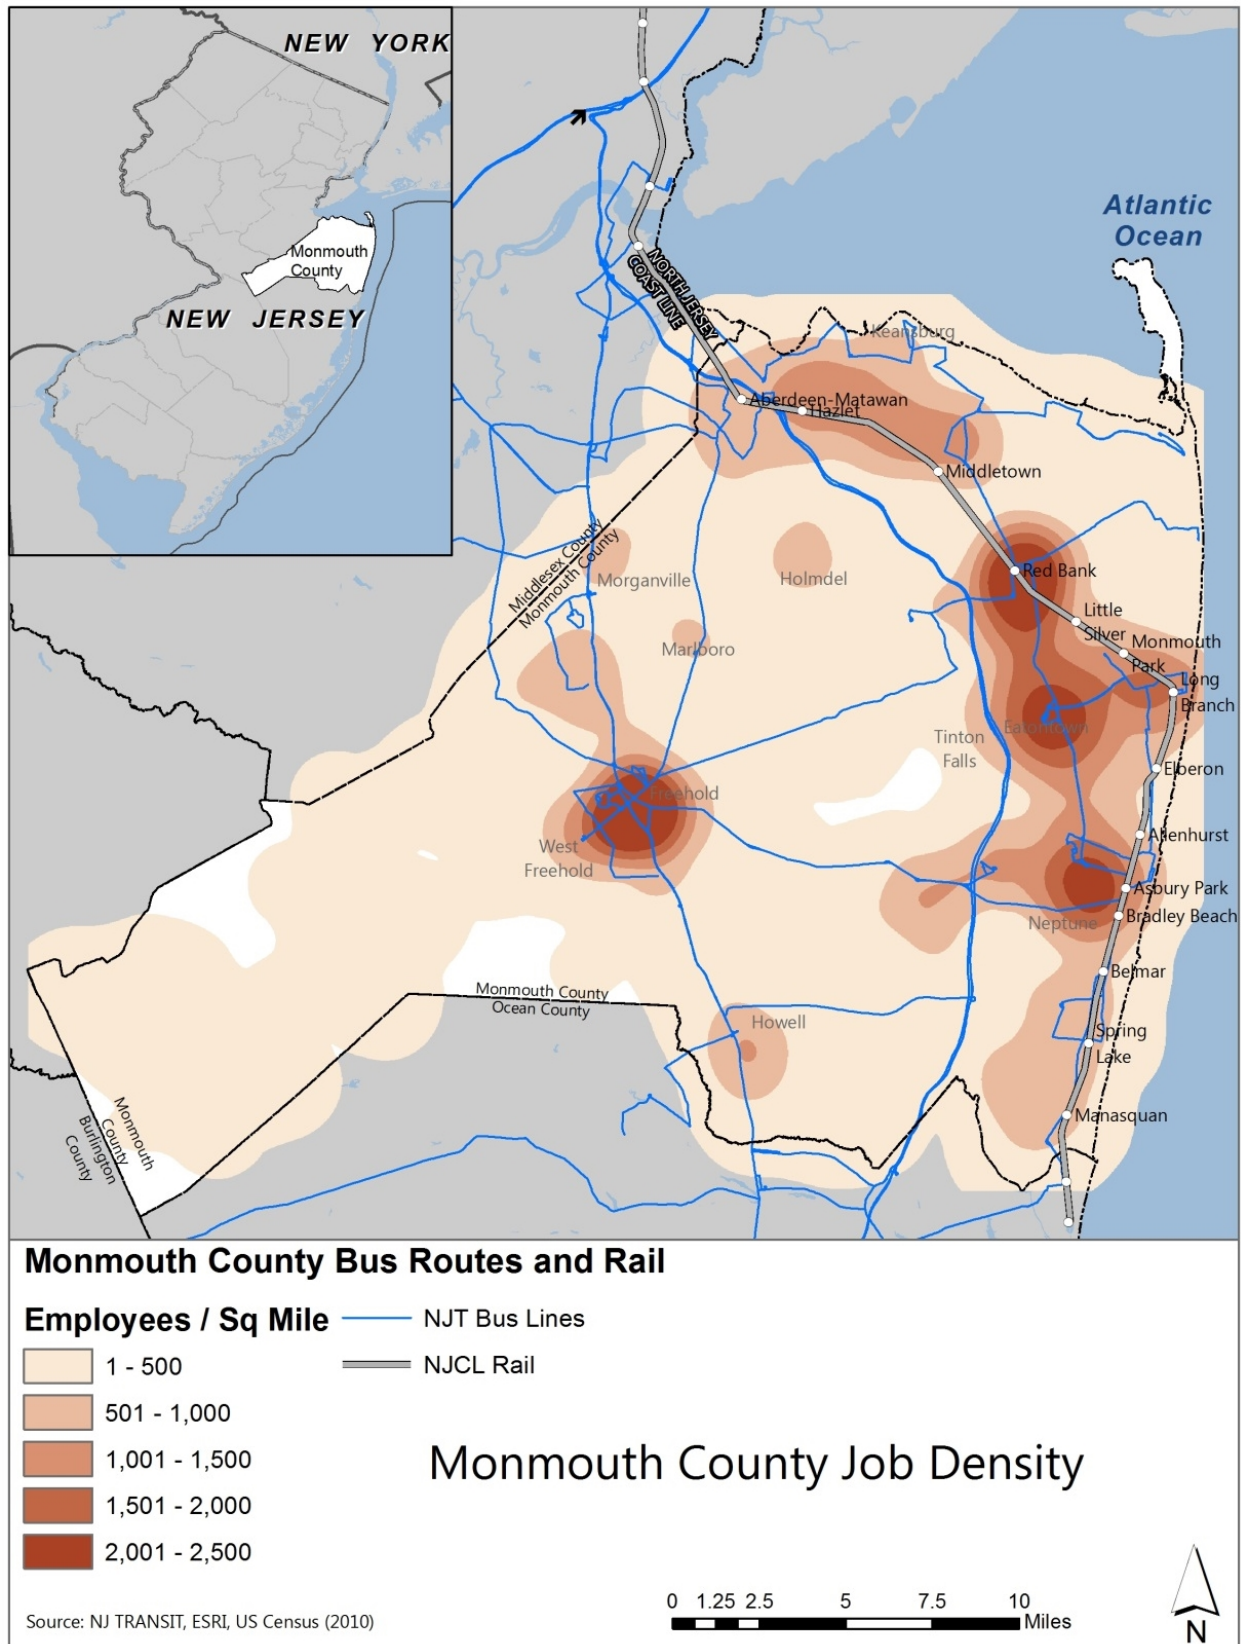 NEW YORK
Monmouth
County
NEW JERSEY
Atlantic
Ocean
NORTH JERSEY
COAST LINE
Keansburg
Aberdeen-Matawan
Hazlet
Middletown
Middlesex County
Monmouth County
Morganville
Holmdel
Red Bank
Little
Silver
Monmouth
Park
Marlboro
Long
Branch
Eatontown
Tinton
Falls
Elberon
Freehold
Allenhurst
West
Freehold
Asbury Park
Bradley Beach
Neptune
Belmar
Monmouth County
Ocean County
Howell
Spring
Lake
Manasquan
Monmouth
County
Burlington
County
Monmouth County Bus Routes and Rail
Employees / Sq Mile
NJT Bus Lines
1 - 500
NJCL Rail
501 - 1,000
1,001 - 1,500
Monmouth County Job Density
1,501 - 2,000
2,001 - 2,500
0 1.25 2.5 5 7.5 10
Miles
Source: NJ TRANSIT, ESRI, US Census (2010)
N